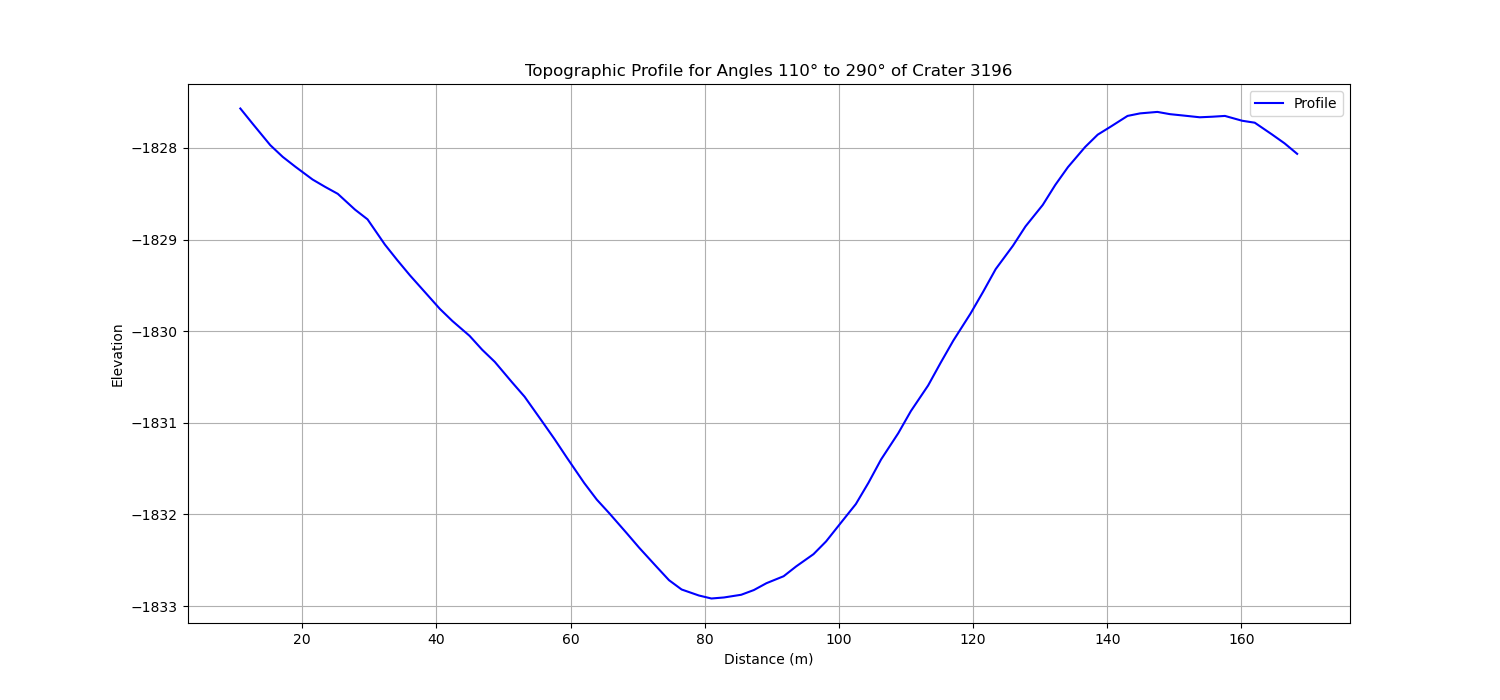 Topographic Profile for Angles 110° to 290° of Crater 3196
Profile
−1828
−1829
−1830
−1831
−1832
−1833
Elevation
20 40 60 80 100 120 140 160
Distance (m)